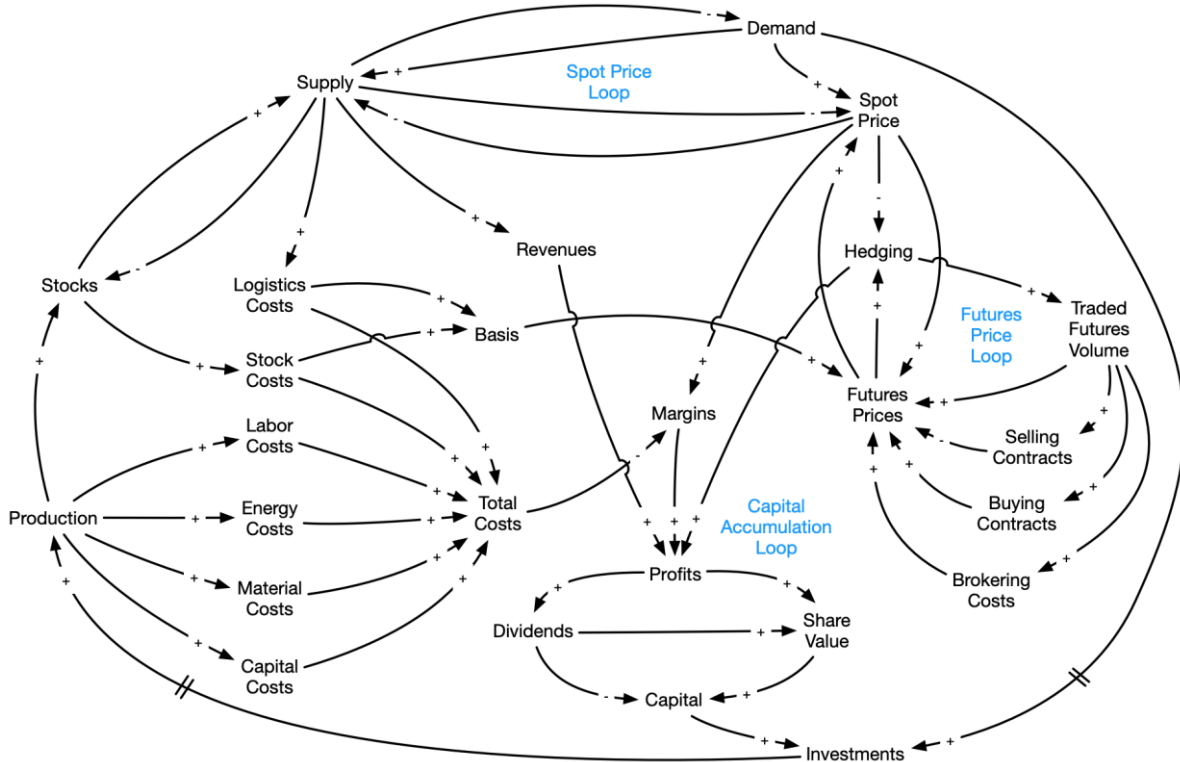 Demand
Supply
Spot Price
Loop
Spot
Price
Revenues
Hedging
Stocks
Logistics
Costs
Traded
Futures
Volume
Futures
Price
Loop
Basis
Stock
Costs
Futures
Prices
Margins
Labor
Costs
Selling
Contracts
Production
Energy
Costs
Total
Costs
Capital
Accumulation
Loop
Buying
Contracts
Profits
Brokering
Costs
Material
Costs
Dividends
Share
Value
Capital
Costs
Capital
Investments